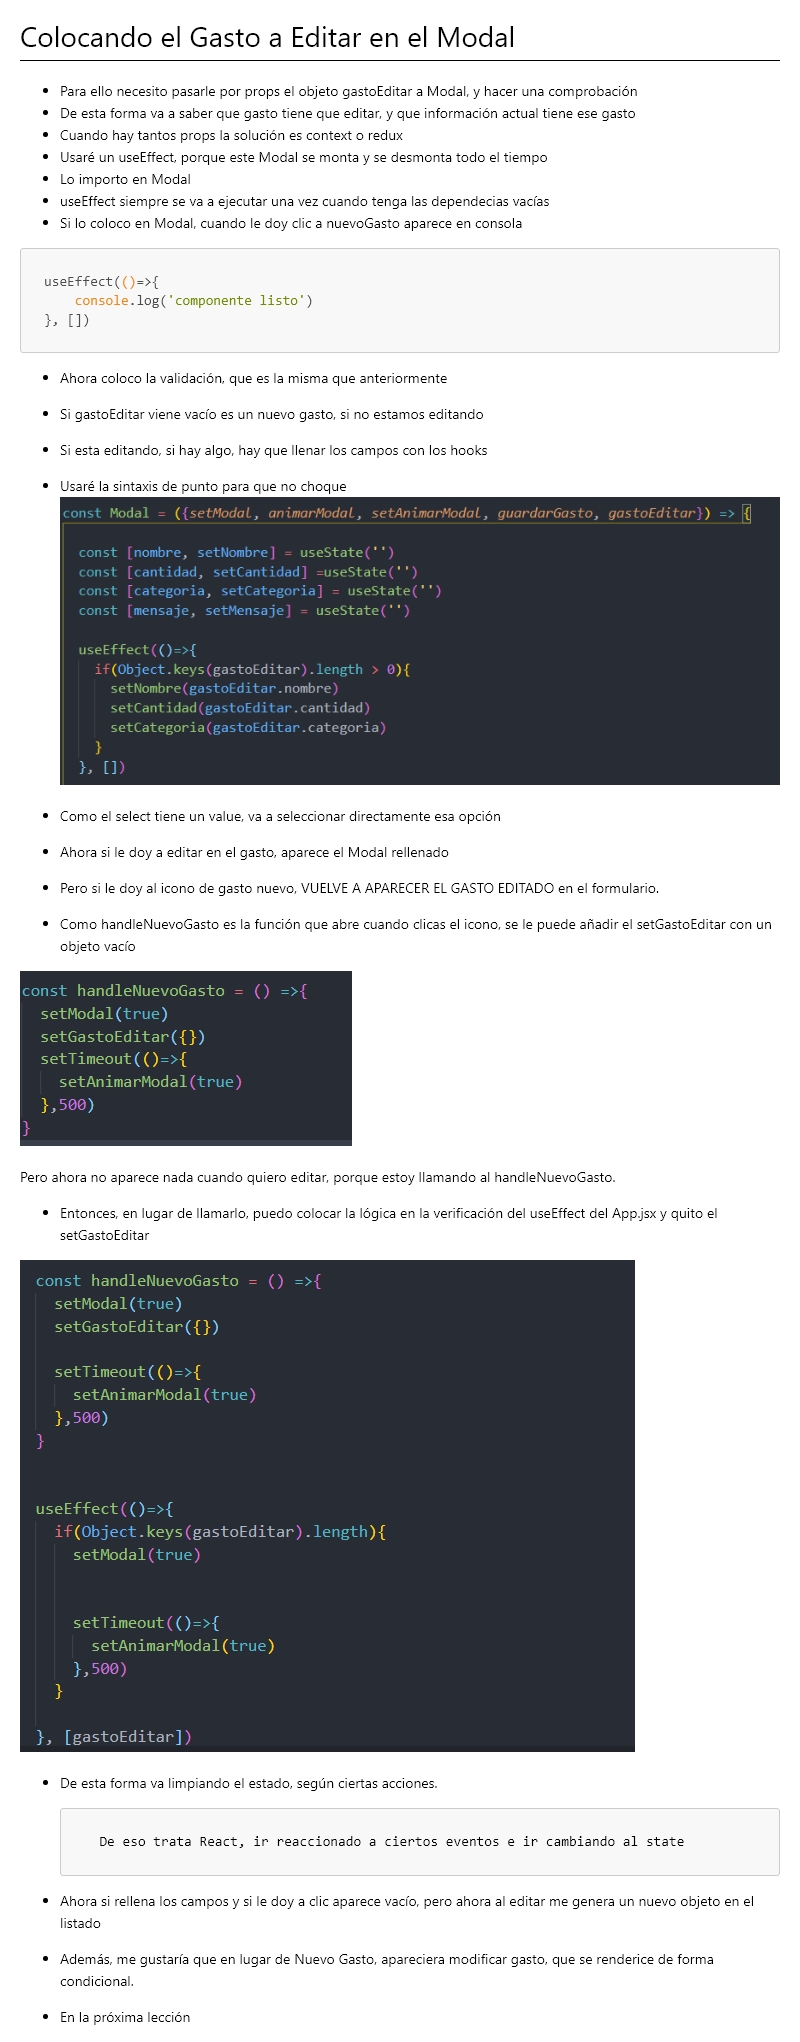 Colocando el Gasto a Editar en el Modal
Para ello necesito pasarle por props el objeto gastoEditar a Modal, y hacer una comprobación
De esta forma va a saber que gasto tiene que editar, y que información actual tiene ese gasto
Cuando hay tantos props la solución es context o redux
Usaré un useEffect, porque este Modal se monta y se desmonta todo el tiempo
Lo importo en Modal
useEffect siempre se va a ejecutar una vez cuando tenga las dependecias vacías
Si lo coloco en Modal, cuando le doy clic a nuevoGasto aparece en consola
useEffect(()=>{
console.log('componente listo')
}, [])
Ahora coloco la validación, que es la misma que anteriormente
Si gastoEditar viene vacío es un nuevo gasto, si no estamos editando
Si esta editando, si hay algo, hay que llenar los campos con los hooks
Usaré la sintaxis de punto para que no choque
const Modal = ({setModal, animarModal, setAnimarModal, guardarGasto, gastoEditar}) => {
const [nombre, setNombre] = useState('')
const [cantidad, setCantidad] =useState('')
const [categoria, setCategoria] = useState('')
const [mensaje, setMensaje] = useState('')
useEffect(()=>{
if(Object.keys(gastoEditar).length > 0){
setNombre(gastoEditar.nombre)
setCantidad(gastoEditar.cantidad)
setCategoria(gastoEditar.categoria)
}
}, [])
Como el select tiene un value, va a seleccionar directamente esa opción
Ahora si le doy a editar en el gasto, aparece el Modal rellenado
Pero si le doy al icono de gasto nuevo, VUELVE A APARECER EL GASTO EDITADO en el formulario.
Como handleNuevoGasto es la función que abre cuando clicas el icono, se le puede añadir el setGastoEditar con un
objeto vacío
const handleNuevoGasto = () =>{
setModal(true)
setGastoEditar({})
setTimeout(()=>{
setAnimarModal(true)
},500)
}
Pero ahora no aparece nada cuando quiero editar, porque estoy llamando al handleNuevoGasto.
Entonces, en lugar de llamarlo, puedo colocar la lógica en la verificación del useEffect del App.jsx y quito el
setGastoEditar
const handleNuevoGasto = () =>{
setModal(true)
setGastoEditar({})
setTimeout(()=>{
setAnimarModal(true)
},500)
}
useEffect(()=>{
if(Object.keys(gastoEditar).length){
setModal(true)
setTimeout(()=>{
setAnimarModal(true)
},500)
}
}, [gastoEditar])
De esta forma va limpiando el estado, según ciertas acciones.
De eso trata React, ir reaccionado a ciertos eventos e ir cambiando al state
Ahora si rellena los campos y si le doy a clic aparece vacío, pero ahora al editar me genera un nuevo objeto en el
listado
Además, me gustaría que en lugar de Nuevo Gasto, apareciera modificar gasto, que se renderice de forma
condicional.
En la próxima lección